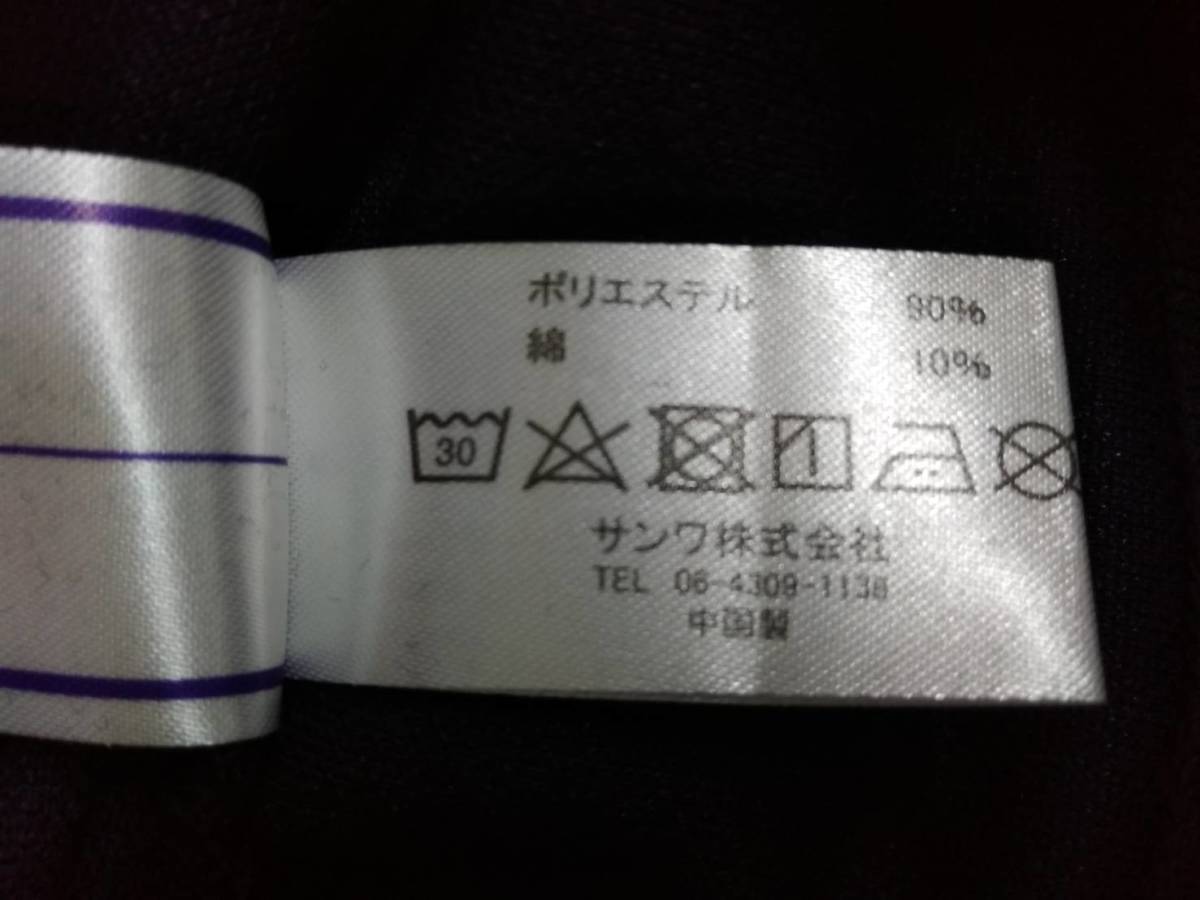 ポリエステル 90%
綿 10%
30
サンワ株式会社
TEL 06-4309-1138
中国製